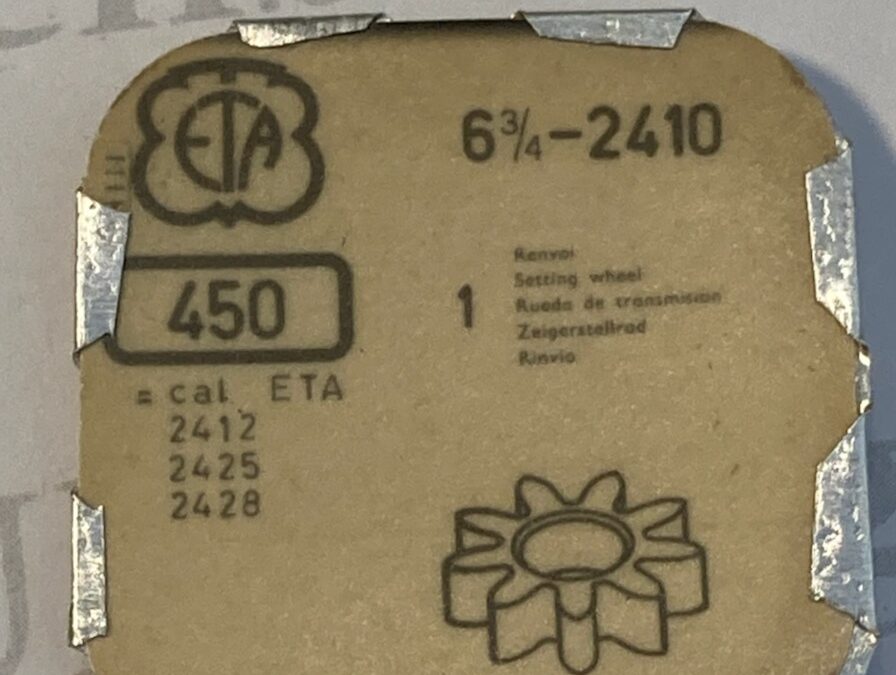 ETA
6¾-2410
450
1
Renvoi
Setting wheel
Rueda de transmision
Zeigerstellrad
Rinvio
= cal. ETA
2412
2425
2428